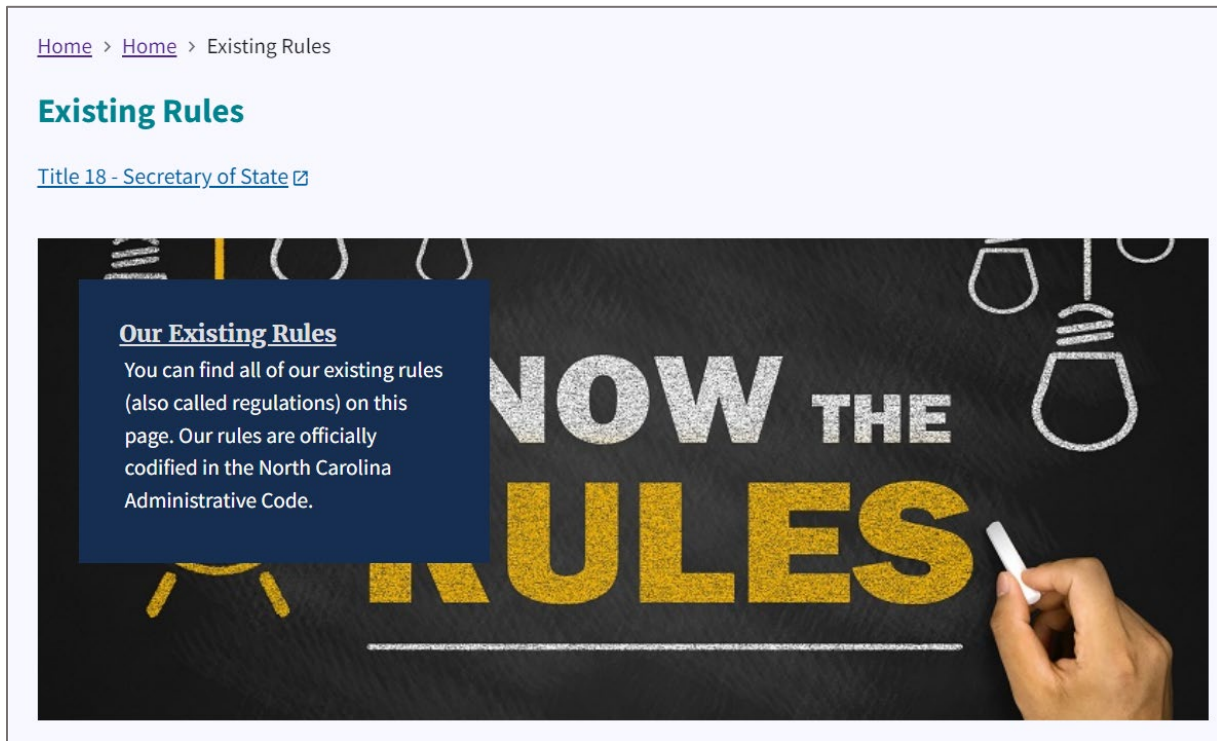 Home > Home > Existing Rules
Existing Rules
Title 18 - Secretary of State
Our Existing Rules
You can find all of our existing rules
(also called regulations) on this
page. Our rules are officially
codified in the North Carolina
Administrative Code.
NOW THE
RULES